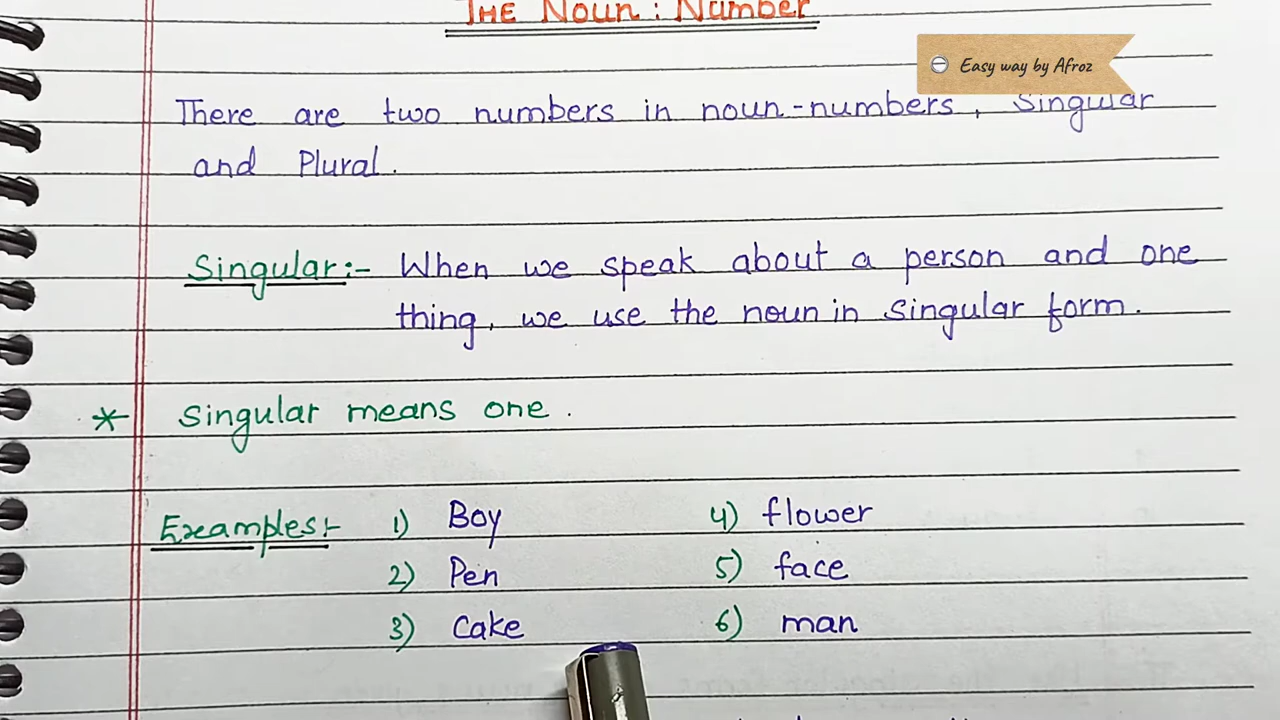 THE Noun : Number
Easy way by Afroz
There are two numbers in noun-numbers, Singular
and Plural.
Singular:- When we speak about a person and one
thing, we use the noun in singular form.
* Singular means one.
Examples:- 1) Boy 4) flower
2) Pen 5) face
3) Cake 6) man